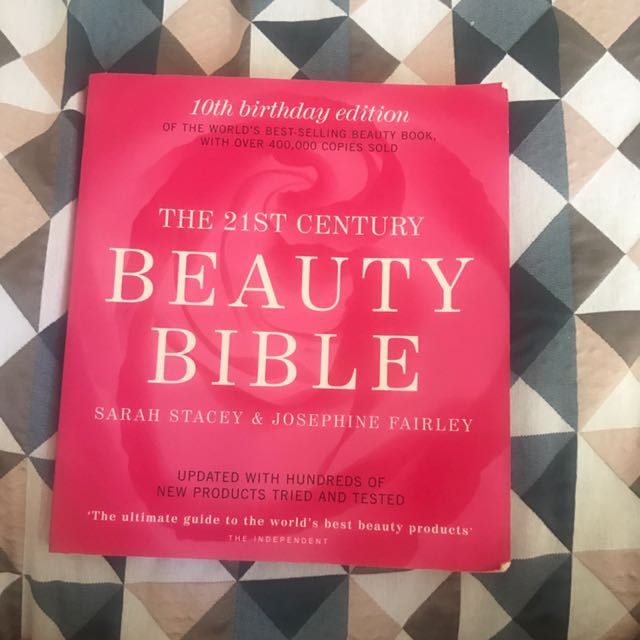 10th birthday edition
OF THE WORLD'S BEST-SELLING BEAUTY BOOK,
WITH OVER 400,000 COPIES SOLD
THE 21ST CENTURY
BEAUTY
BIBLE
SARAH STACEY & JOSEPHINE FAIRLEY
UPDATED WITH HUNDREDS OF
NEW PRODUCTS TRIED AND TESTED
'The ultimate guide to the world's best beauty products'
THE INDEPENDENT